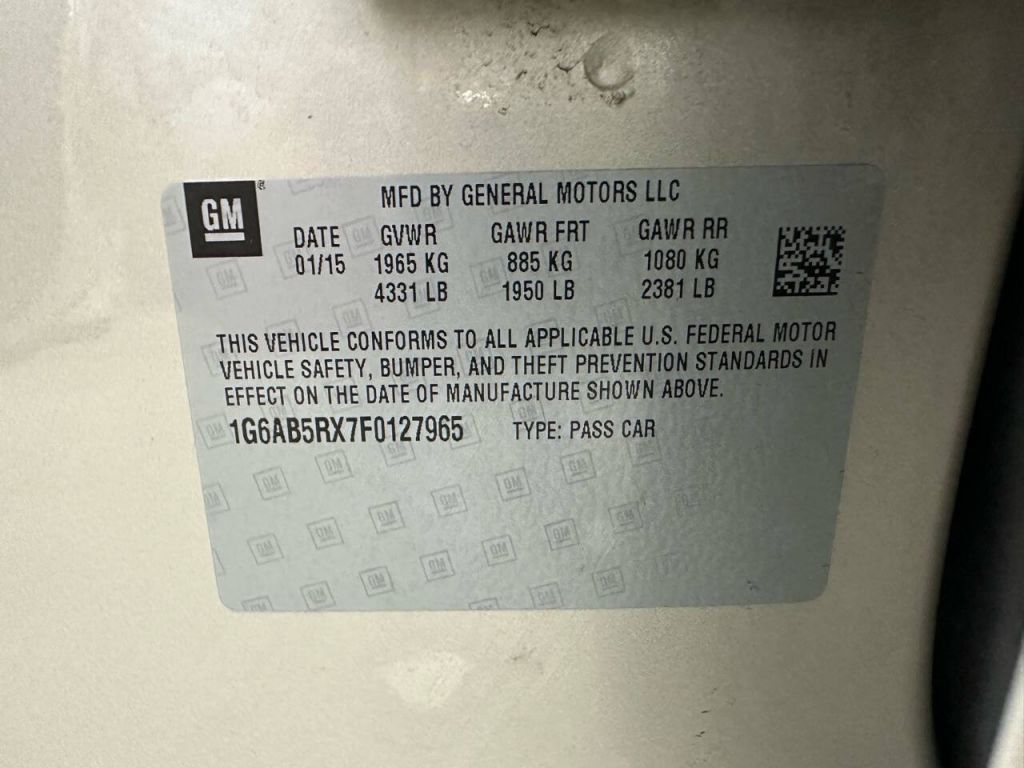 GM
MFD BY GENERAL MOTORS LLC
DATE GVWR GAWR FRT GAWR RR
01/15 1965 KG 885 KG 1080 KG
4331 LB 1950 LB 2381 LB
THIS VEHICLE CONFORMS TO ALL APPLICABLE U.S. FEDERAL MOTOR
VEHICLE SAFETY, BUMPER, AND THEFT PREVENTION STANDARDS IN
EFFECT ON THE DATE OF MANUFACTURE SHOWN ABOVE.
1G6AB5RX7F0127965 TYPE: PASS CAR